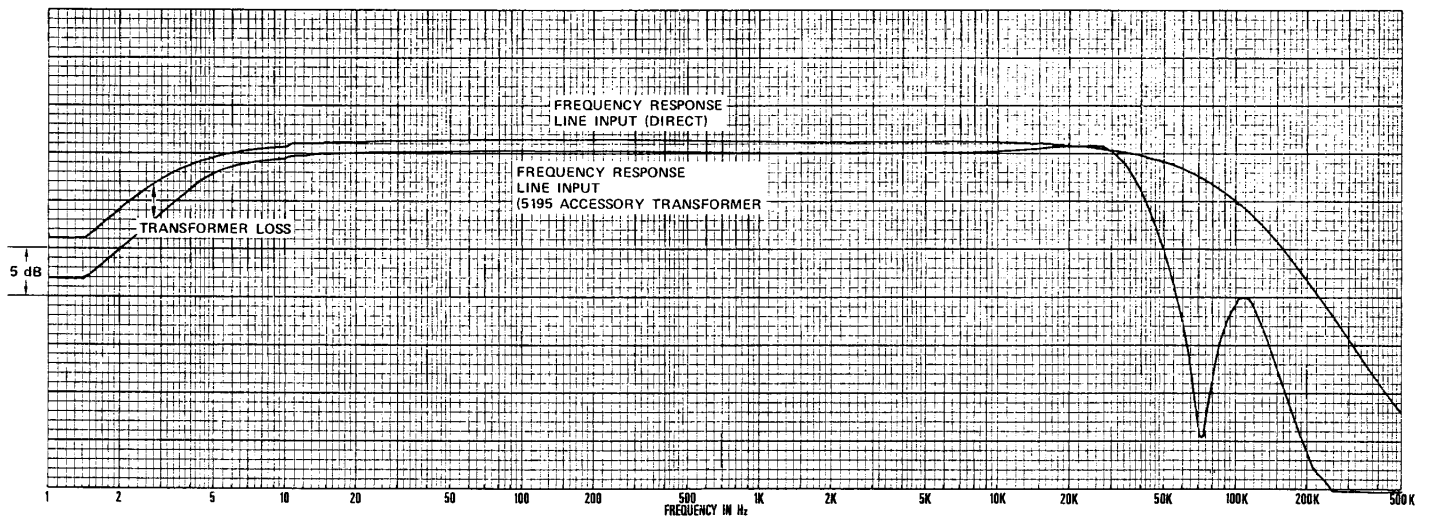 FREQUENCY RESPONSE
LINE INPUT (DIRECT)
FREQUENCY RESPONSE
LINE INPUT
(5195 ACCESSORY TRANSFORMER
TRANSFORMER LOSS
5 dB
1 2 5 10 20 50 100 200 500 1K 2K 5K 10K 20K 50K 100K 200K 500K
FREQUENCY IN Hz